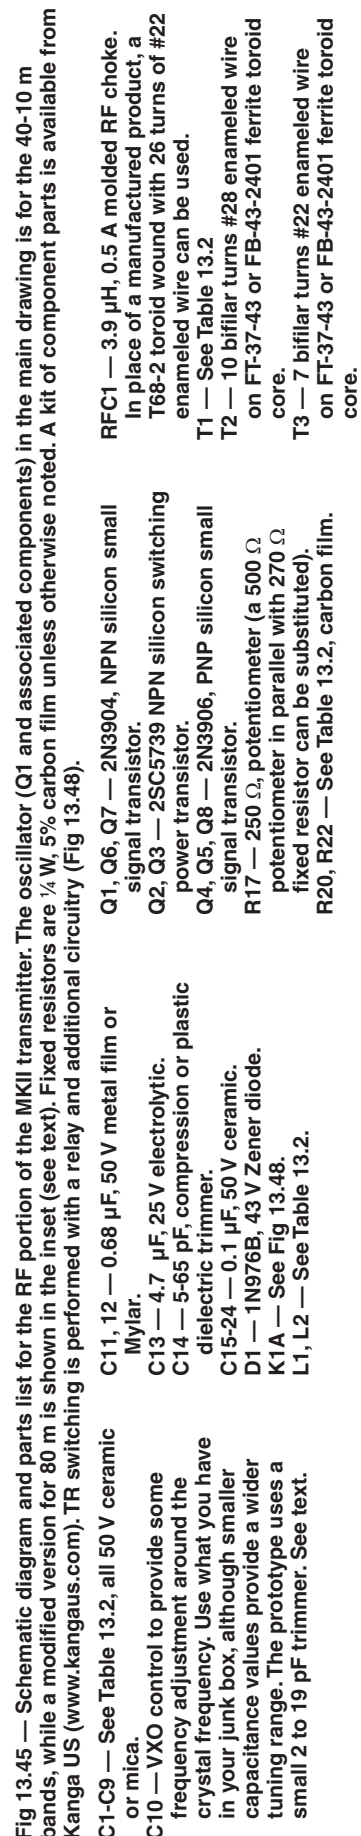 Fig 13.45 — Schematic diagram and parts list for the RF portion of the MKII transmitter. The oscillator (Q1 and associated components) in the main drawing is for the 40-10 m
bands, while a modified version for 80 m is shown in the inset (see text). Fixed resistors are ¼ W, 5% carbon film unless otherwise noted. A kit of component parts is available from
Kanga US (www.kangaus.com). TR switching is performed with a relay and additional circuitry (Fig 13.48).
C1-C9 — See Table 13.2, all 50 V ceramic
or mica.
C10 — VXO control to provide some
frequency adjustment around the
crystal frequency. Use what you have
in your junk box, although smaller
capacitance values provide a wider
tuning range. The prototype uses a
small 2 to 19 pF trimmer. See text.
C11, 12 — 0.68 µF, 50 V metal film or
Mylar.
C13 — 4.7 µF, 25 V electrolytic.
C14 — 5-65 pF, compression or plastic
dielectric trimmer.
C15-24 — 0.1 µF, 50 V ceramic.
D1 — 1N976B, 43 V Zener diode.
K1A — See Fig 13.48.
L1, L2 — See Table 13.2.
Q1, Q6, Q7 — 2N3904, NPN silicon small
signal transistor.
Q2, Q3 — 2SC5739 NPN silicon switching
power transistor.
Q4, Q5, Q8 — 2N3906, PNP silicon small
signal transistor.
R17 — 250 Ω, potentiometer (a 500 Ω
potentiometer in parallel with 270 Ω
fixed resistor can be substituted).
R20, R22 — See Table 13.2, carbon film.
RFC1 — 3.9 µH, 0.5 A molded RF choke.
In place of a manufactured product, a
T68-2 toroid wound with 26 turns of #22
enameled wire can be used.
T1 — See Table 13.2
T2 — 10 bifilar turns #28 enameled wire
on FT-37-43 or FB-43-2401 ferrite toroid
core.
T3 — 7 bifilar turns #22 enameled wire
on FT-37-43 or FB-43-2401 ferrite toroid
core.